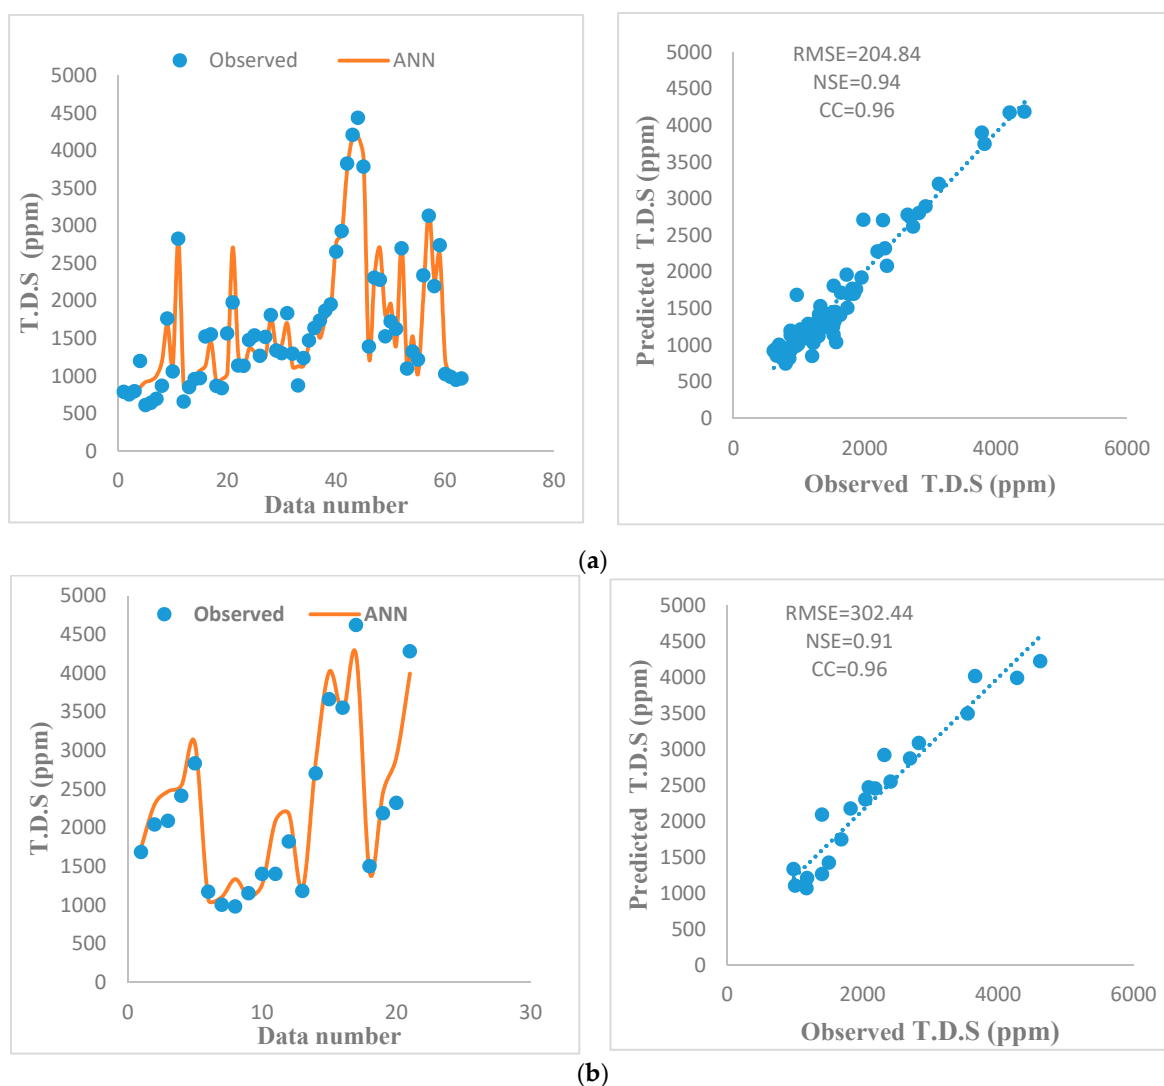 Observed ANN
5000
4500
4000
3500
3000
2500
2000
1500
1000
500
0
T.D.S (ppm)
0 20 40 60 80
Data number
RMSE=204.84
NSE=0.94
CC=0.96
5000
4500
4000
3500
3000
2500
2000
1500
1000
500
0
Predicted T.D.S (ppm)
0 2000 4000 6000
Observed T.D.S (ppm)
(a)
Observed ANN
5000
4500
4000
3500
3000
2500
2000
1500
1000
500
0
T.D.S (ppm)
0 10 20 30
Data number
RMSE=302.44
NSE=0.91
CC=0.96
5000
4500
4000
3500
3000
2500
2000
1500
1000
500
0
Predicted T.D.S (ppm)
0 2000 4000 6000
Observed T.D.S (ppm)
(b)